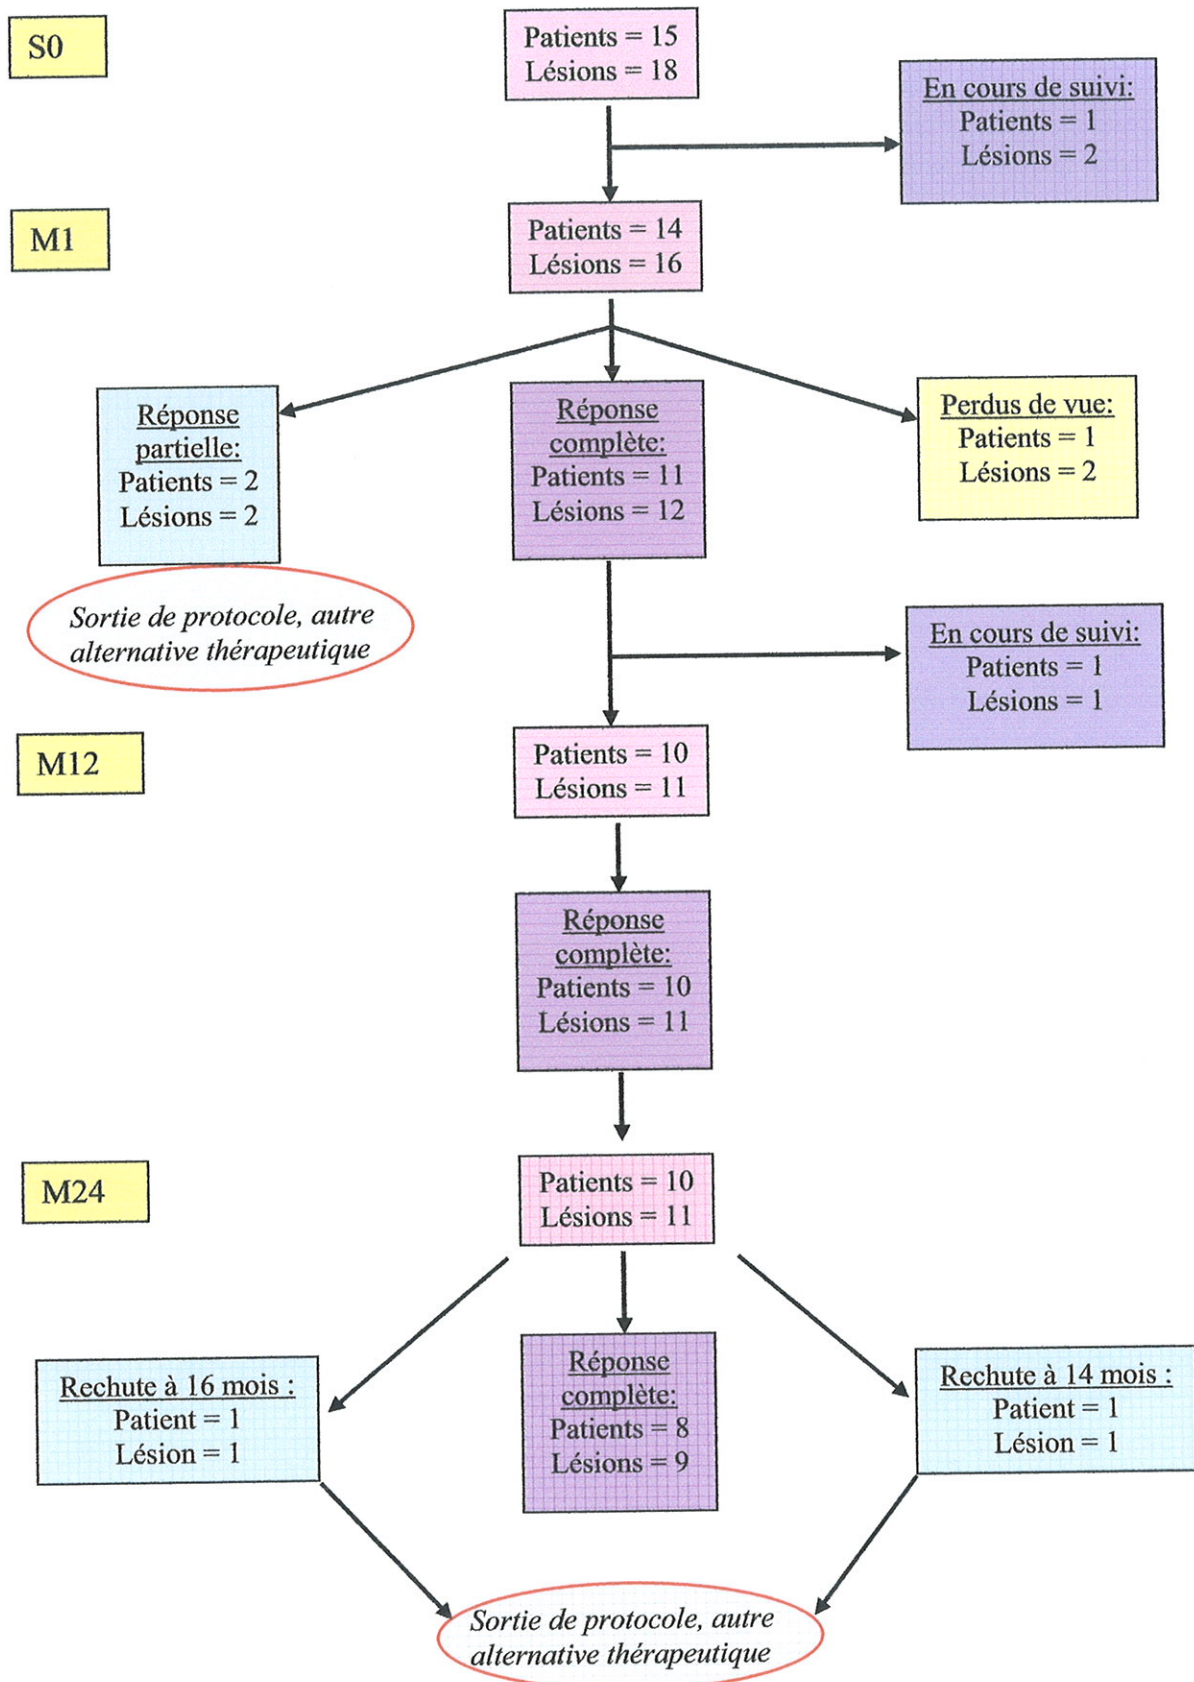 S0
Patients = 15
Lésions = 18
En cours de suivi:
Patients = 1
Lésions = 2
M1
Patients = 14
Lésions = 16
Réponse
partielle:
Patients = 2
Lésions = 2
Réponse
complète:
Patients = 11
Lésions = 12
Perdus de vue:
Patients = 1
Lésions = 2
Sortie de protocole, autre
alternative thérapeutique
En cours de suivi:
Patients = 1
Lésions = 1
M12
Patients = 10
Lésions = 11
Réponse
complète:
Patients = 10
Lésions = 11
M24
Patients = 10
Lésions = 11
Rechute à 16 mois :
Patient = 1
Lésion = 1
Réponse
complète:
Patients = 8
Lésions = 9
Rechute à 14 mois :
Patient = 1
Lésion = 1
Sortie de protocole, autre
alternative thérapeutique